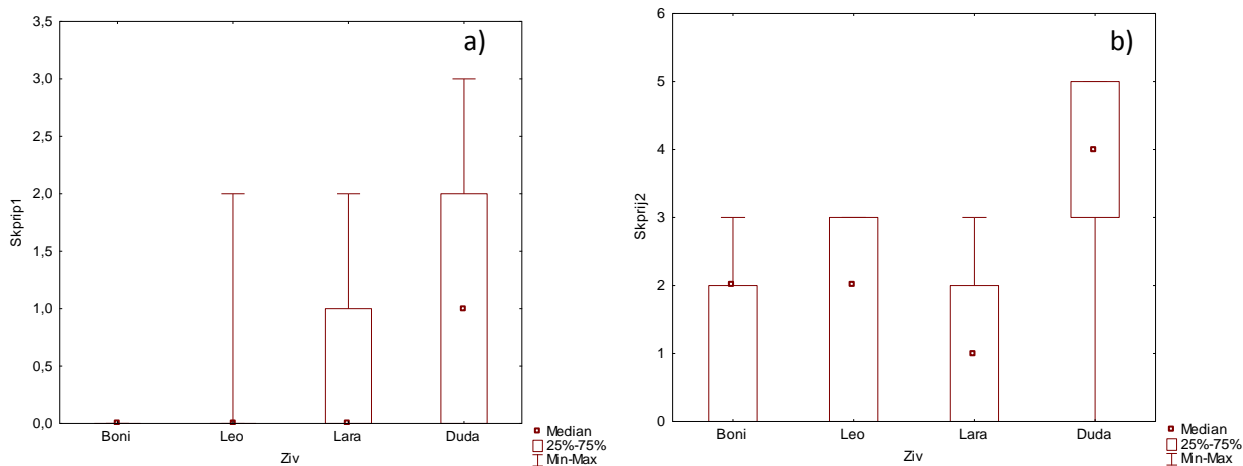 a)
Skprip1
3,5
3,0
2,5
2,0
1,5
1,0
0,5
0,0
Boni Leo Lara Duda
Ziv
Median
25%-75%
Min-Max
b)
Skprij2
6
5
4
3
2
1
0
Boni Leo Lara Duda
Ziv
Median
25%-75%
Min-Max